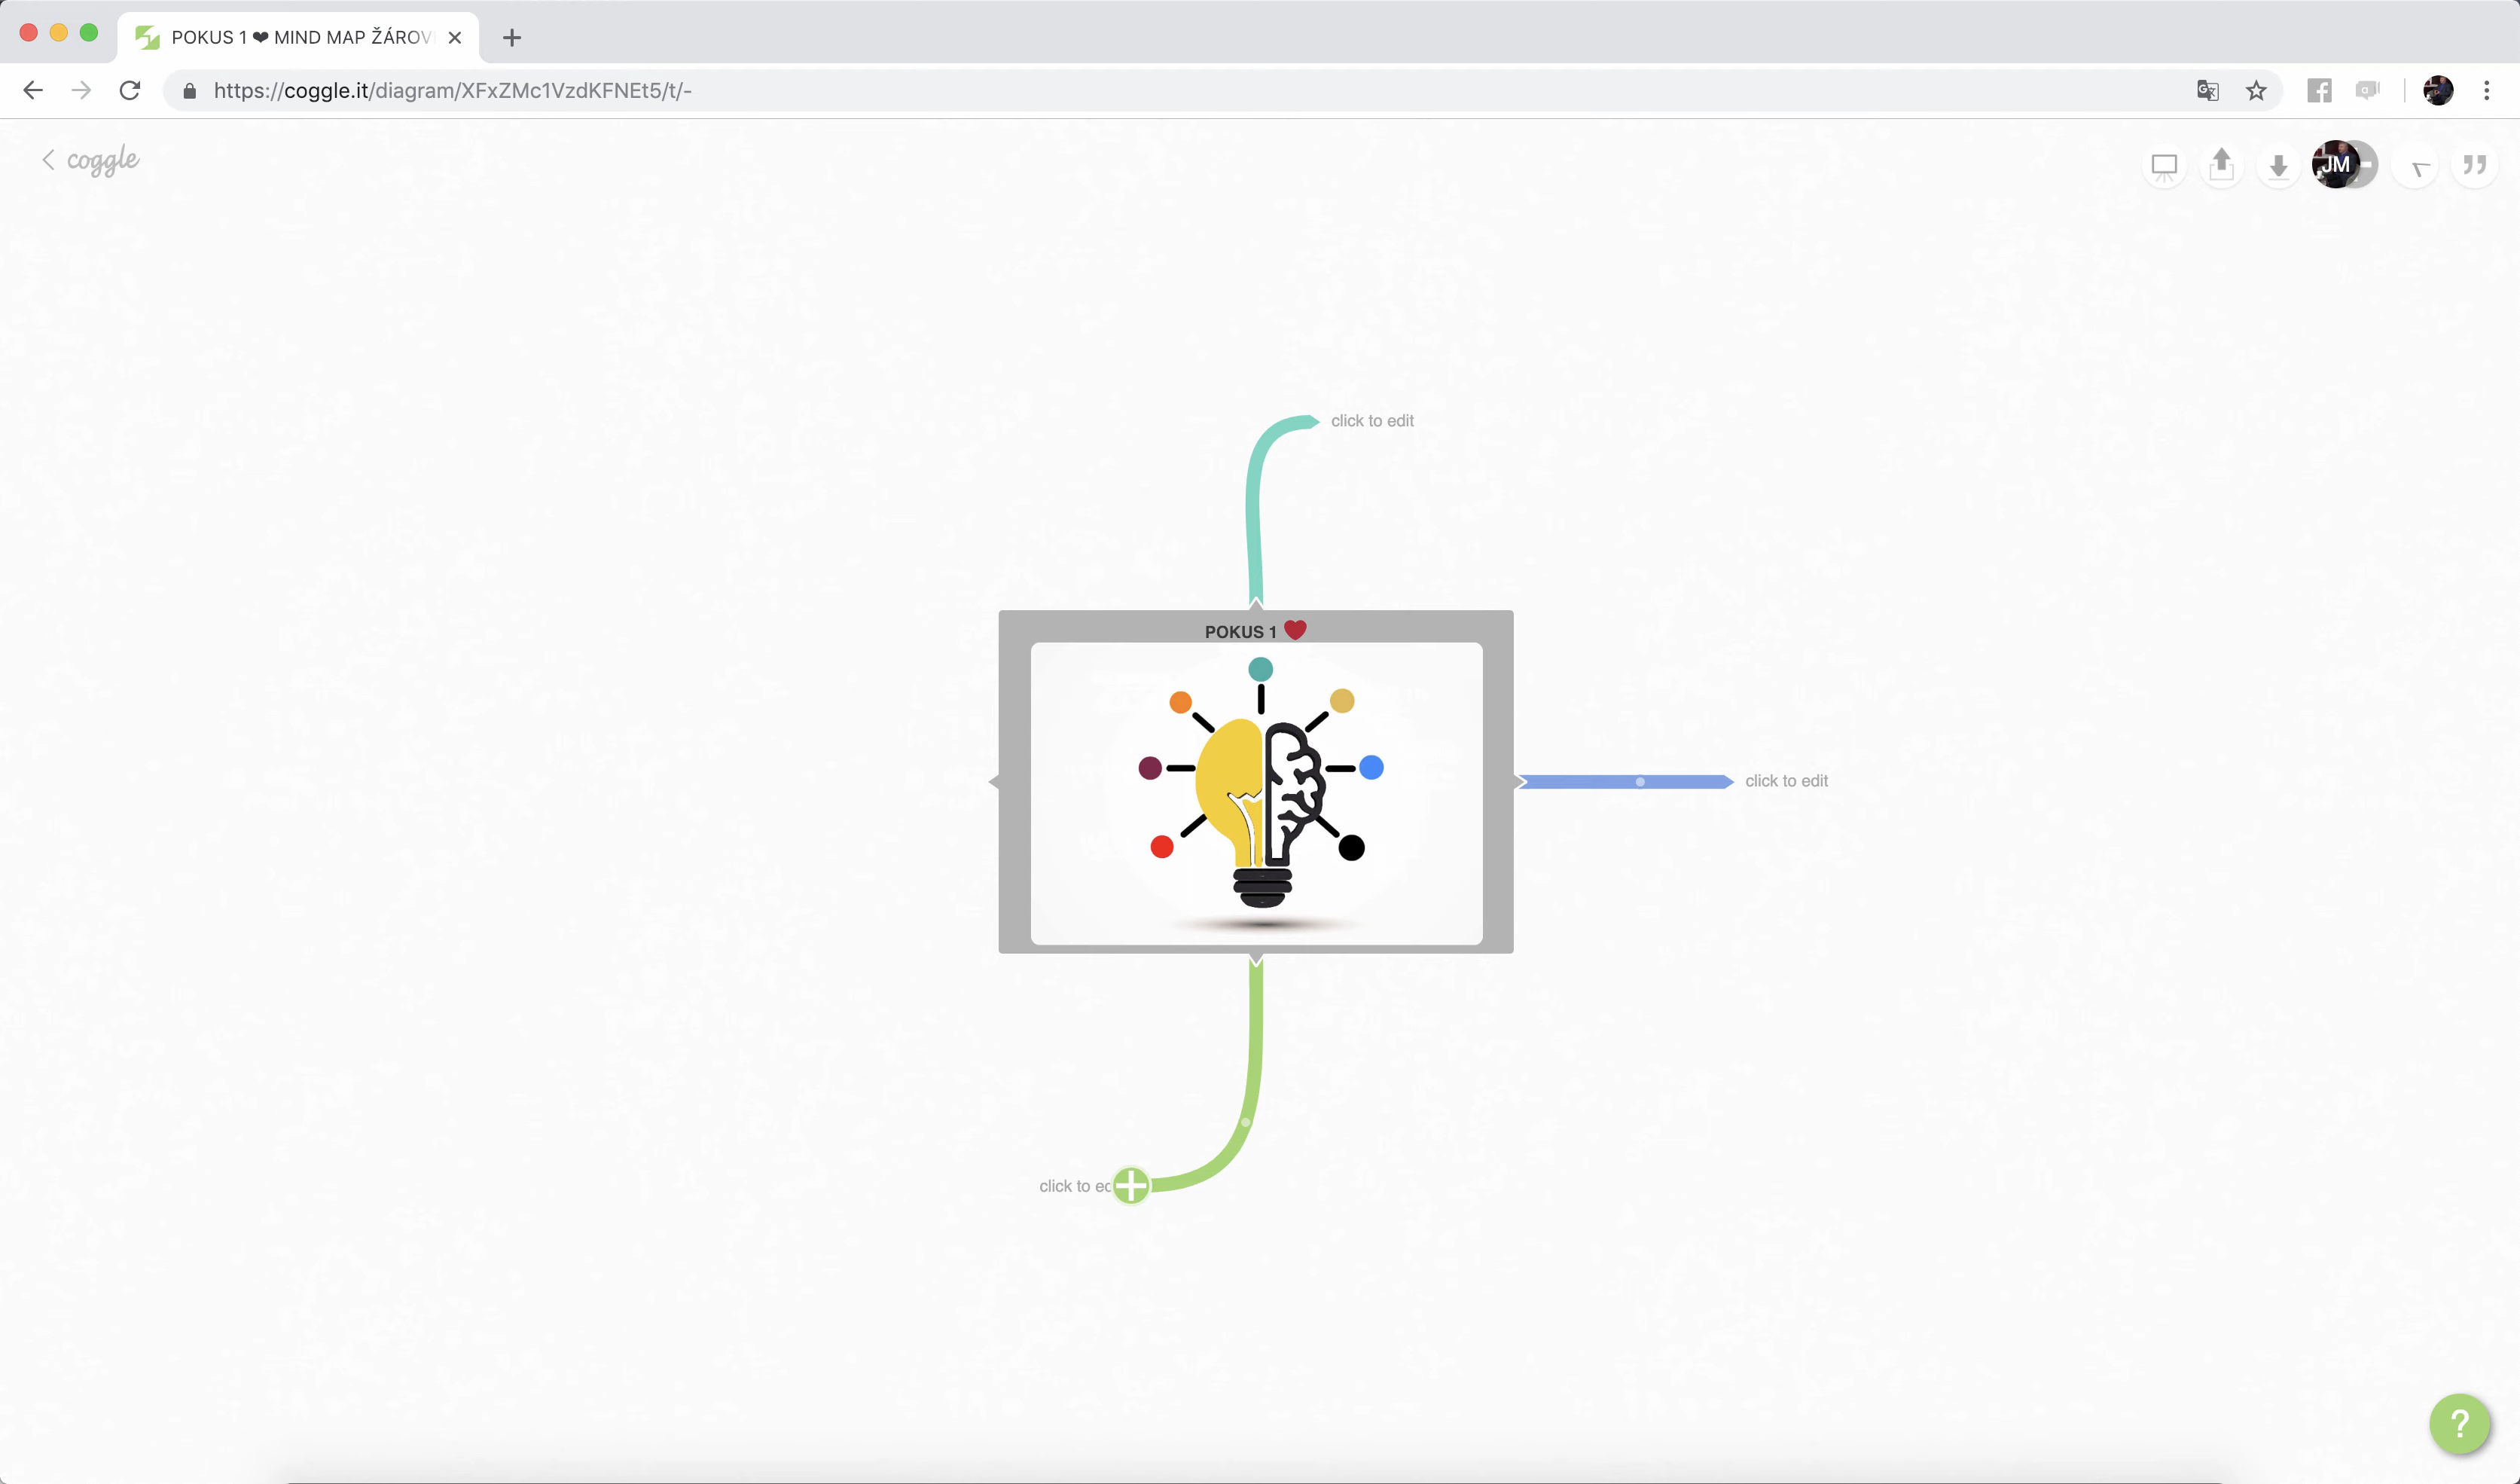 POKUS 1 ❤ MIND MAP ŽÁROV
https://coggle.it/diagram/XFxZMc1VzdKFNEt5/t/-
coggle
JM
click to edit
POKUS 1 ❤
click to edit
click to ec
?